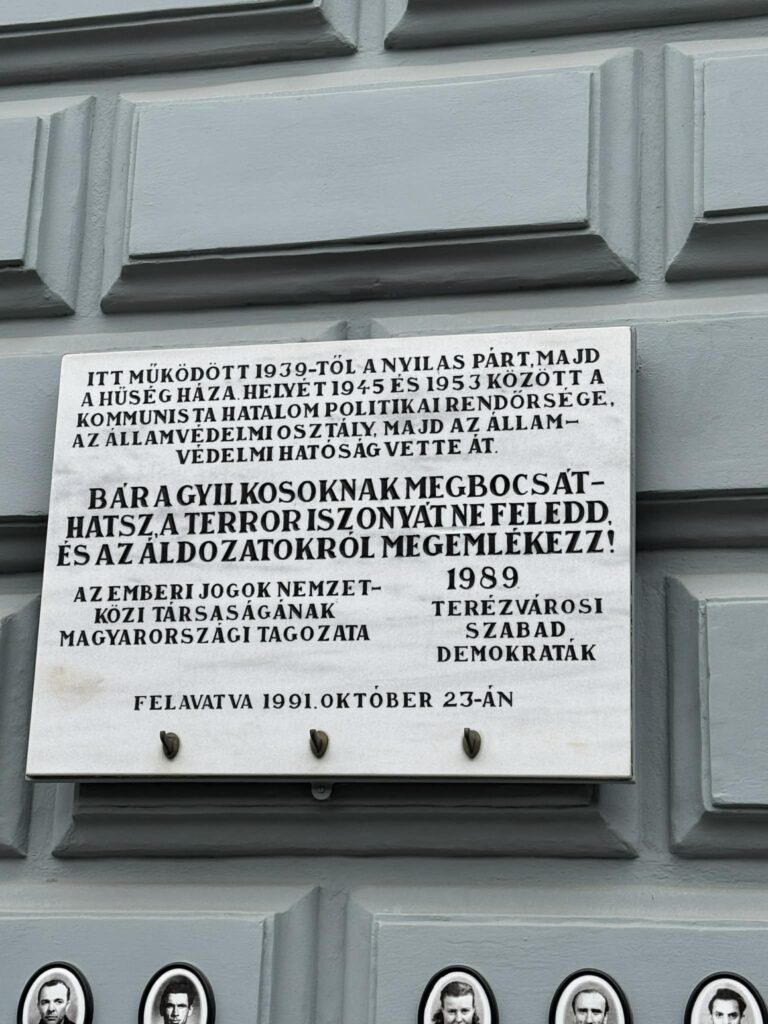 ITT MŰKÖDÖTT 1939-TŐL A NYILAS PÁRT, MAJD
A HŰSÉG HÁZA. HELYÉT 1945 ÉS 1953 KÖZÖTT A
KOMMUNISTA HATALOM POLITIKAI RENDŐRSÉGE,
AZ ÁLLAMVÉDELMI OSZTÁLY, MAJD AZ ÁLLAM-
VÉDELMI HATÓSÁG VETTE ÁT.
BÁR A GYILKOSOKNAK MEGBOCSÁT-
HATSZ, A TERROR ISZONYÁT NE FELEDD,
ÉS AZ ÁLDOZATOKRÓL MEGEMLÉKEZZ!
AZ EMBERI JOGOK NEMZET-
KÖZI TÁRSASÁGÁNAK
MAGYARORSZÁGI TAGOZATA
1989
TERÉZVÁROSI
SZABAD
DEMOKRATÁK
FELAVATVA 1991. OKTÓBER 23-ÁN